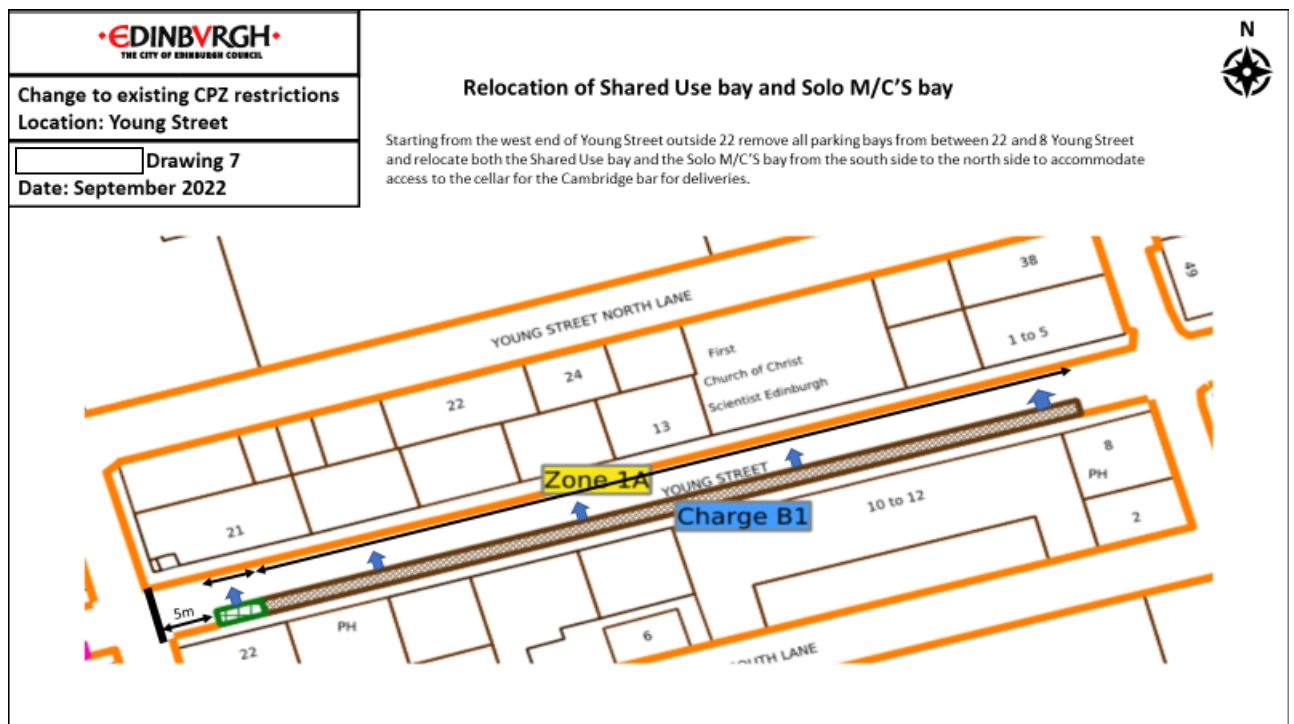 EDINBVRGH
THE CITY OF EDINBURGH COUNCIL
Change to existing CPZ restrictions
Location: Young Street
Drawing 7
Date: September 2022
Relocation of Shared Use bay and Solo M/C'S bay
N
Starting from the west end of Young Street outside 22 remove all parking bays from between 22 and 8 Young Street
and relocate both the Shared Use bay and the Solo M/C'S bay from the south side to the north side to accommodate
access to the cellar for the Cambridge bar for deliveries.
38
49
YOUNG STREET NORTH LANE
1 to 5
First
Church of Christ
Scientist Edinburgh
24
22
13
21
Zone 1A
YOUNG STREET
Charge B1
10 to 12
8
PH
2
5m
PH
22
6
OUTH LANE